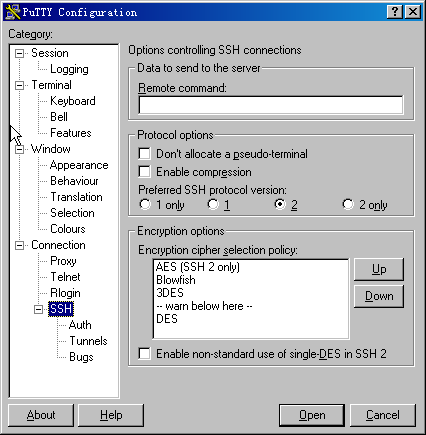 PuTTY Configuration
Category:
Session
Logging
Terminal
Keyboard
Bell
Features
Window
Appearance
Behaviour
Translation
Selection
Colours
Connection
Proxy
Telnet
Rlogin
SSH
Auth
Tunnels
Bugs
Options controlling SSH connections
Data to send to the server
Remote command:
Protocol options
Don't allocate a pseudo-terminal
Enable compression
Preferred SSH protocol version:
1 only 1 2 2 only
Encryption options
Encryption cipher selection policy:
AES (SSH 2 only)
Blowfish
3DES
-- warn below here --
DES
Up
Down
Enable non-standard use of single-DES in SSH 2
About Help Open Cancel